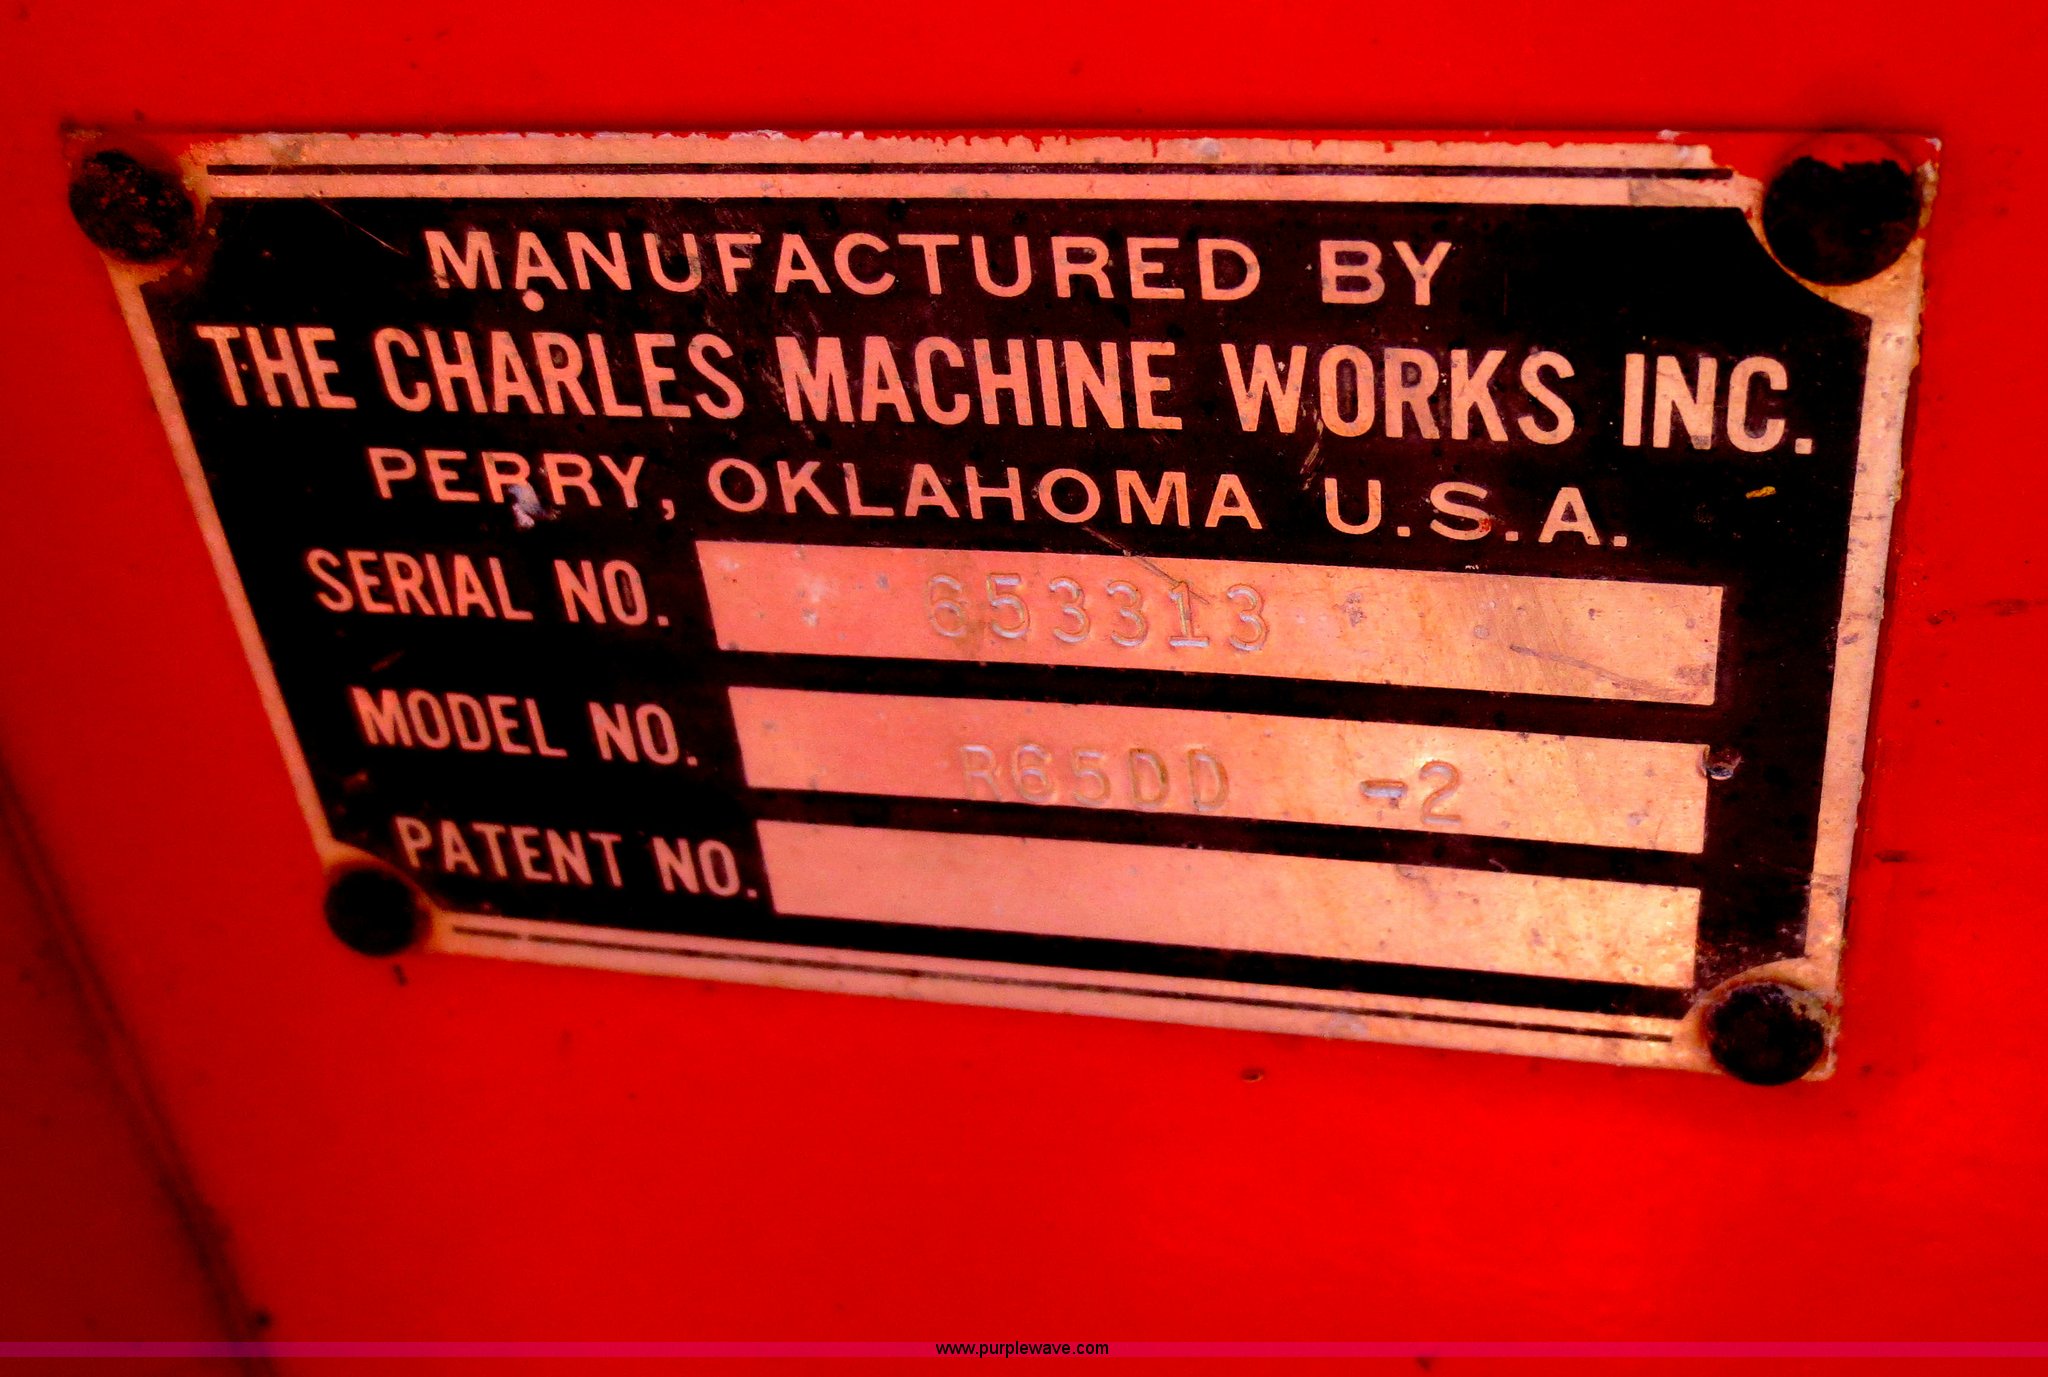 MANUFACTURED BY
THE CHARLES MACHINE WORKS INC.
PERRY, OKLAHOMA U.S.A.
SERIAL NO. 653313
MODEL NO. R65DD -2
PATENT NO.
www.purplewave.com